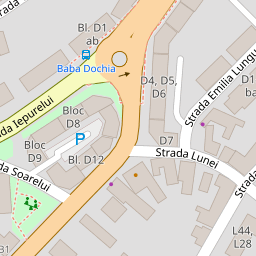 Strada
Bl. D1
ab
Baba Dochia
D4, D5,
D6
Strada Emilia Lungu
D1
ba
Iepurelui
Bloc
D8
Bloc
D9
P
Bl. D12
D7
Strada Lunei
Soarelui
Strada
L44,
L28